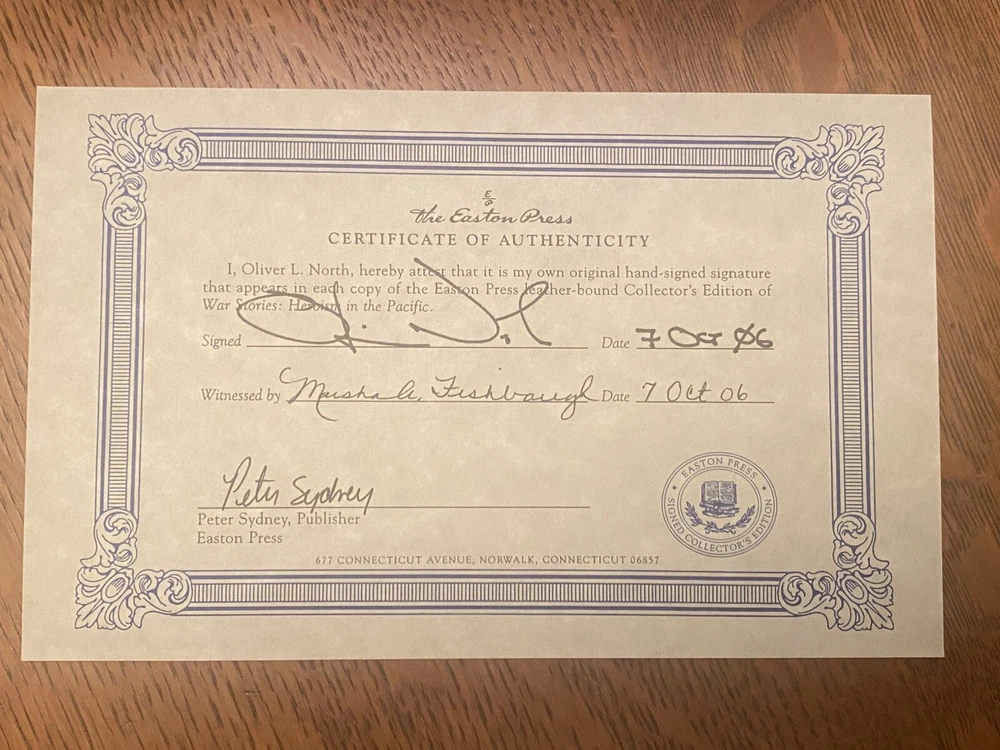 E
P
the Easton Press
CERTIFICATE OF AUTHENTICITY
I, Oliver L. North, hereby attest that it is my own original hand-signed signature
that appears in each copy of the Easton Press leather-bound Collector's Edition of
War Stories: Heroism in the Pacific.
Signed Date 7 Oct 06
Witnessed by Marsha A. Fishbaugh Date 7 Oct 06
Peter Sydney
Peter Sydney, Publisher
Easton Press
EASTON PRESS
SIGNED COLLECTOR'S EDITION
677 CONNECTICUT AVENUE, NORWALK, CONNECTICUT 06857